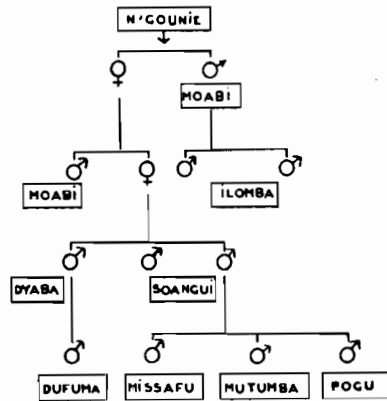 N'GOUNIE
MOABI
MOABI
ILOMBA
DYABA
SOANGUI
DUFUMA
MISSAFU
MUTUMBA
POGU